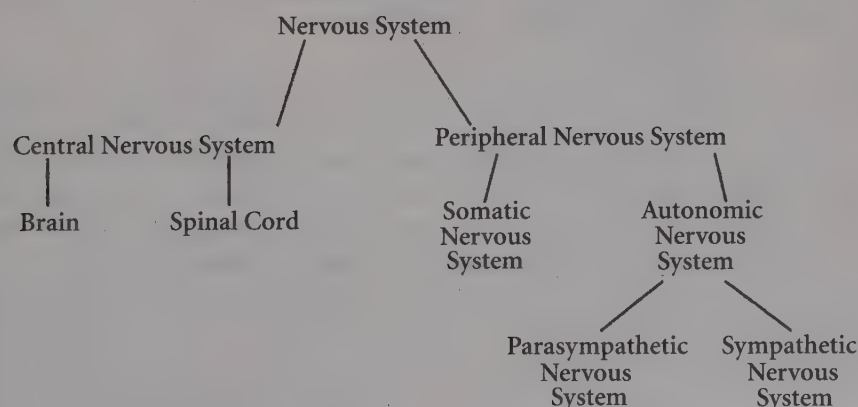 Nervous System
Central Nervous System
Peripheral Nervous System
Brain
Spinal Cord
Somatic
Nervous
System
Autonomic
Nervous
System
Parasympathetic
Nervous
System
Sympathetic
Nervous
System